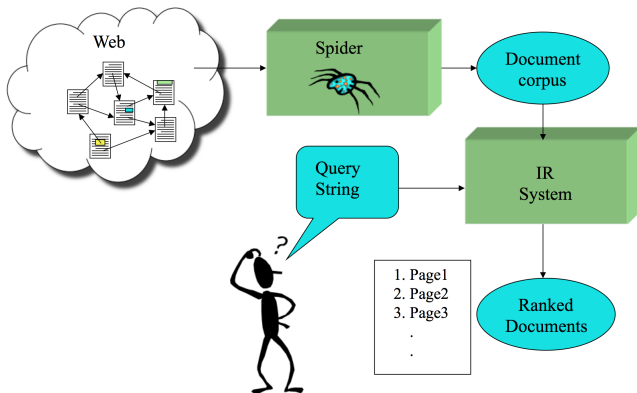 Web
Spider
Document
corpus
Query
String
IR
System
?
1. Page1
2. Page2
3. Page3
.
.
Ranked
Documents